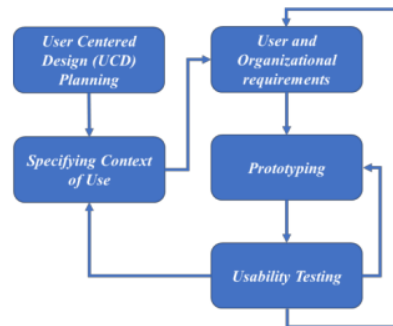 User Centered
Design (UCD)
Planning
User and
Organizational
requirements
Specifying Context
of Use
Prototyping
Usability Testing